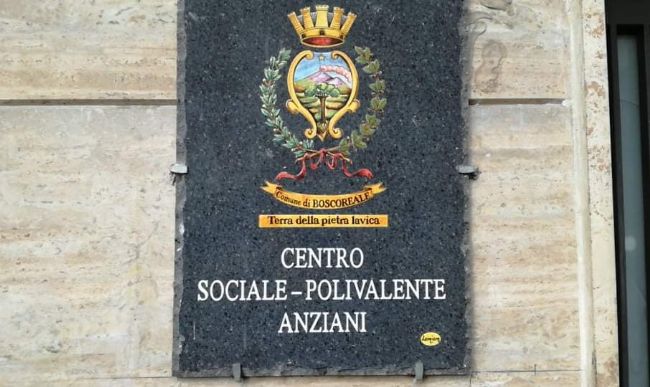 Comune di BOSCOREALE
Terra della pietra lavica
CENTRO
SOCIALE - POLIVALENTE
ANZIANI